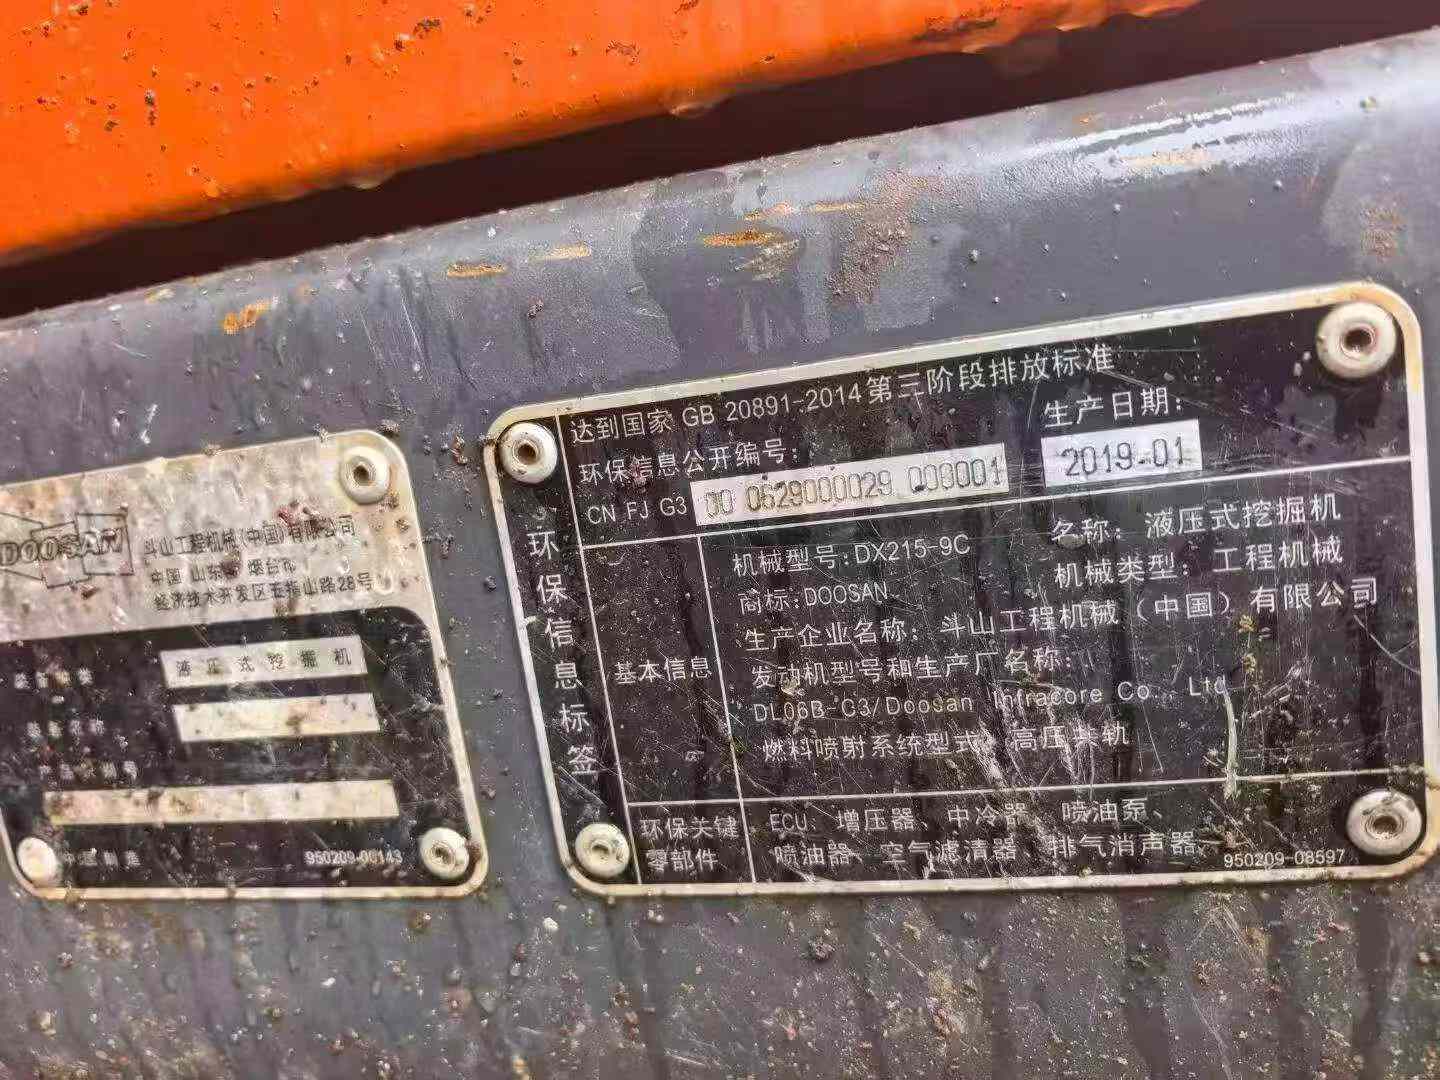 DOOSAN
斗山工程机械(中国)有限公司
中国 山东省 烟台市
经济技术开发区五指山路28号
液压式挖掘机
中国制造
950209-00143
达到国家 GB 20891-2014第三阶段排放标准
环保信息公开编号:
生产日期:
CN FJ G3 00 0629000029 000001
2019-01
环保信息标签
基本信息
机械型号:DX215-9C
名称: 液压式挖掘机
商标:DOOSAN
机械类型: 工程机械
生产企业名称: 斗山工程机械(中国)有限公司
发动机型号和生产厂名称:
DL06B-G3/Doosan Infracore Co., Ltd
燃料喷射系统型式: 高压共轨
环保关键
零部件
ECU、增压器、中冷器、喷油泵、
喷油器、空气滤清器、排气消声器
950209-08597